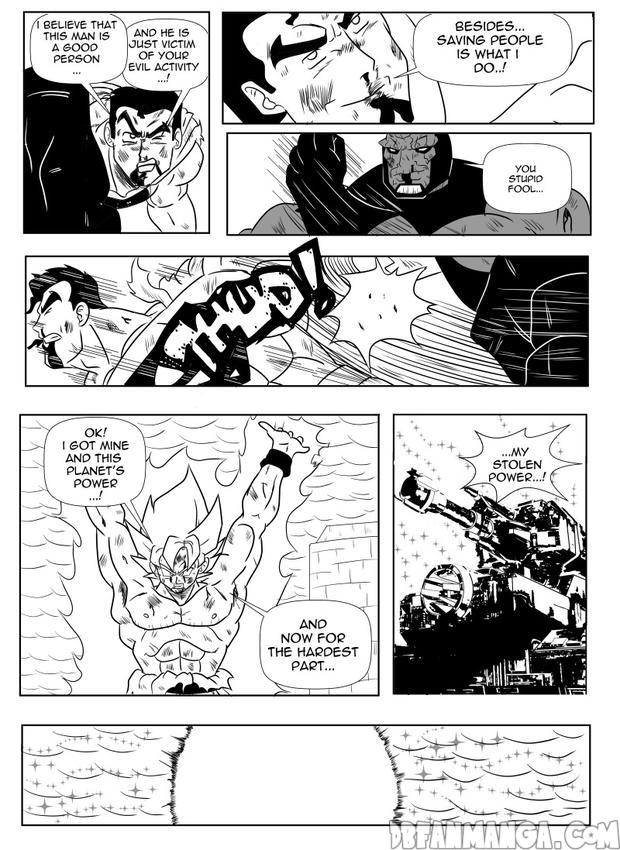 I BELIEVE THAT
THIS MAN IS
A GOOD
PERSON
...
AND HE IS
JUST VICTIM
OF YOUR
EVIL ACTIVITY
...!
BESIDES...
SAVING PEOPLE
IS WHAT I
DO..!
YOU
STUPID
FOOL...
THUD!
OK!
I GOT MINE
AND THIS
PLANET'S
POWER
...!
AND
NOW FOR
THE HARDEST
PART...
...MY
STOLEN
POWER...!
DBFANMANGA.COM